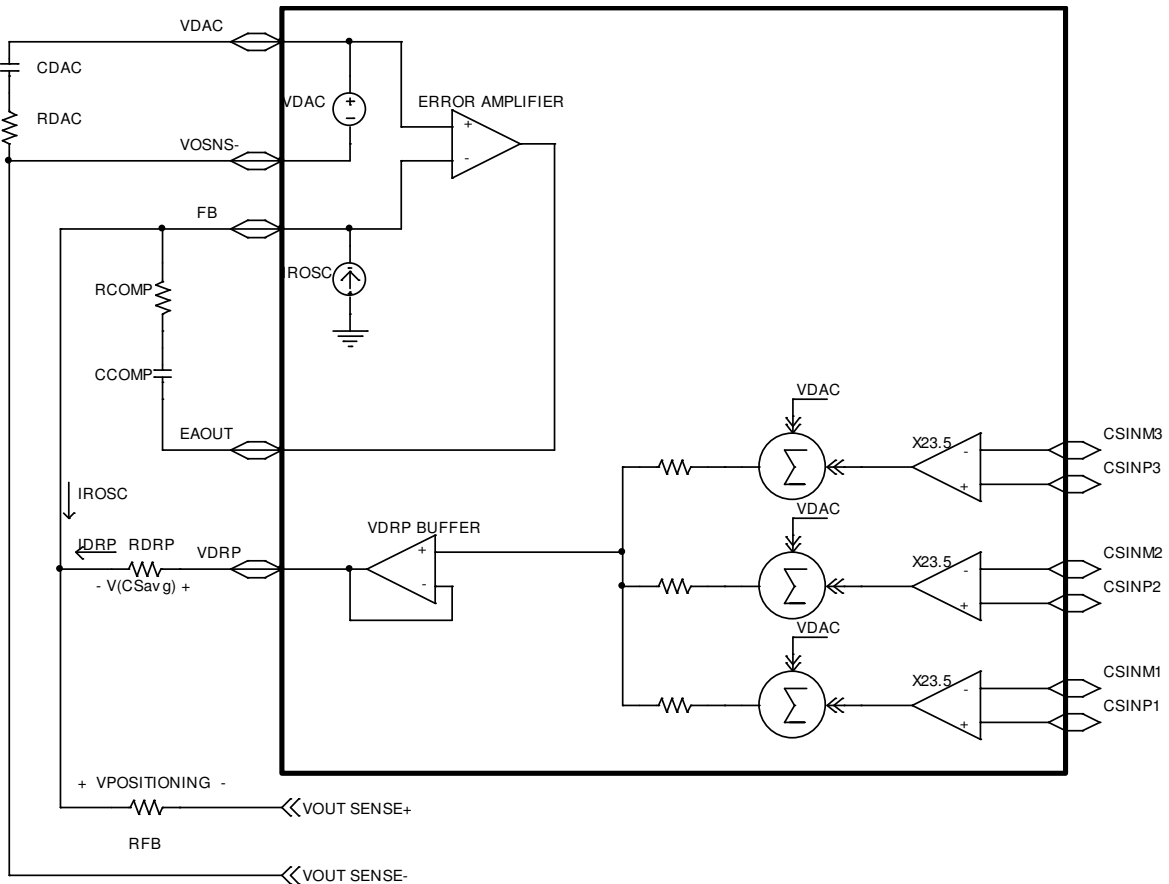 VDAC
CDAC
RDAC
VDAC
+
-
ERROR AMPLIFIER
+
-
VOSNS-
FB
IROSC
RCOMP
CCOMP
EAOUT
IROSC
IDRP
RDRP
VDRP
- V(CSavg) +
VDRP BUFFER
+
-
VDAC
Σ
X23.5
-
+
CSINM3
CSINP3
VDAC
Σ
X23.5
-
+
CSINM2
CSINP2
VDAC
Σ
X23.5
-
+
CSINM1
CSINP1
+ VPOSITIONING -
VOUT SENSE+
RFB
VOUT SENSE-